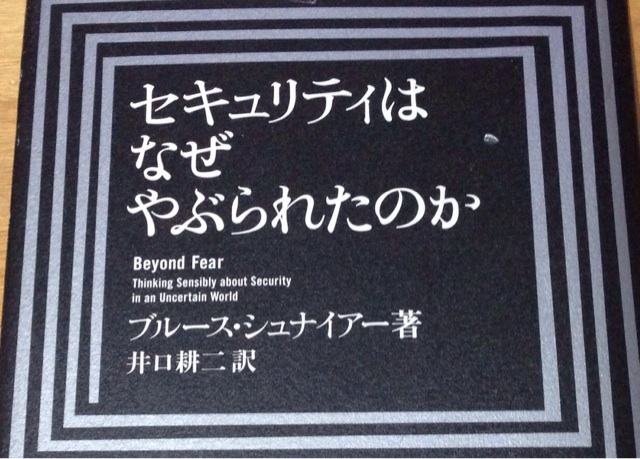 セキュリティは
なぜ
やぶられたのか
Beyond Fear
Thinking Sensibly about Security
in an Uncertain World
ブルース・シュナイアー著
井口耕二訳